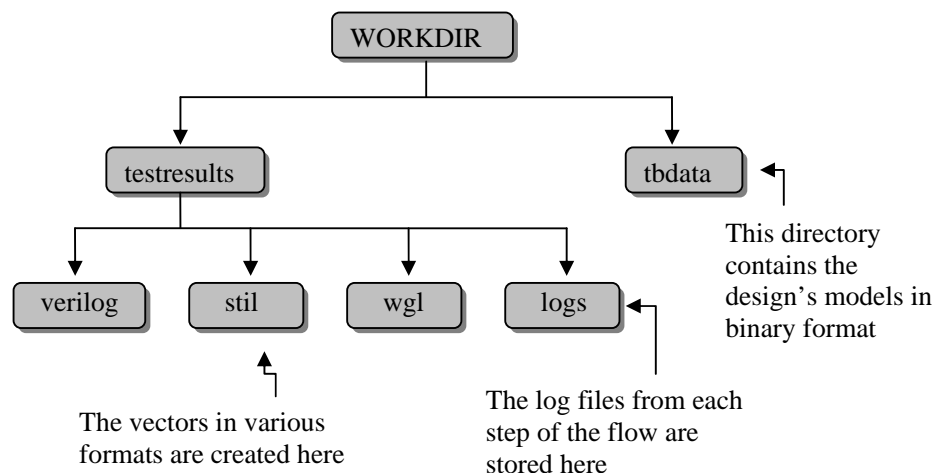 WORKDIR
testresults
tbdata
This directory
contains the
design’s models in
binary format
verilog
stil
wgl
logs
The vectors in various
formats are created here
The log files from each
step of the flow are
stored here